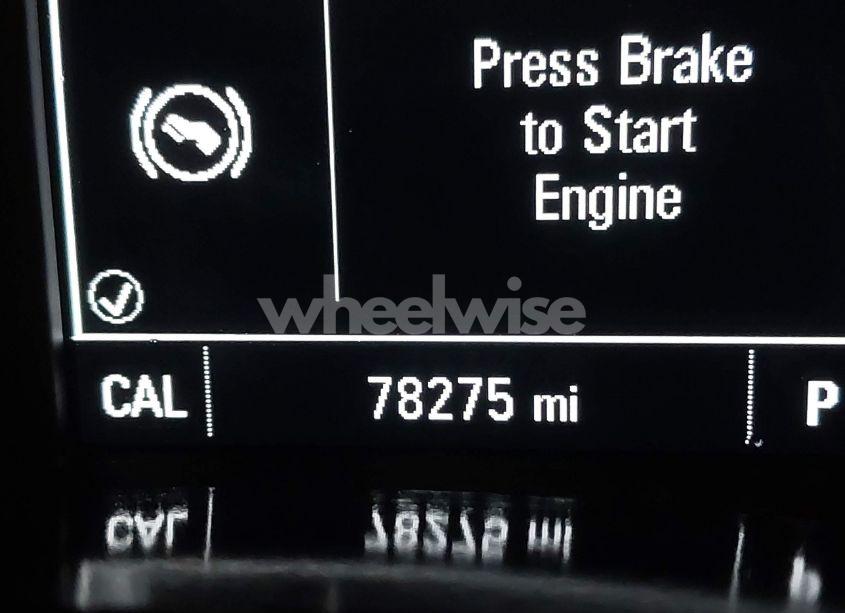 Press Brake
to Start
Engine
wheelwise
CAL
78275 mi
P